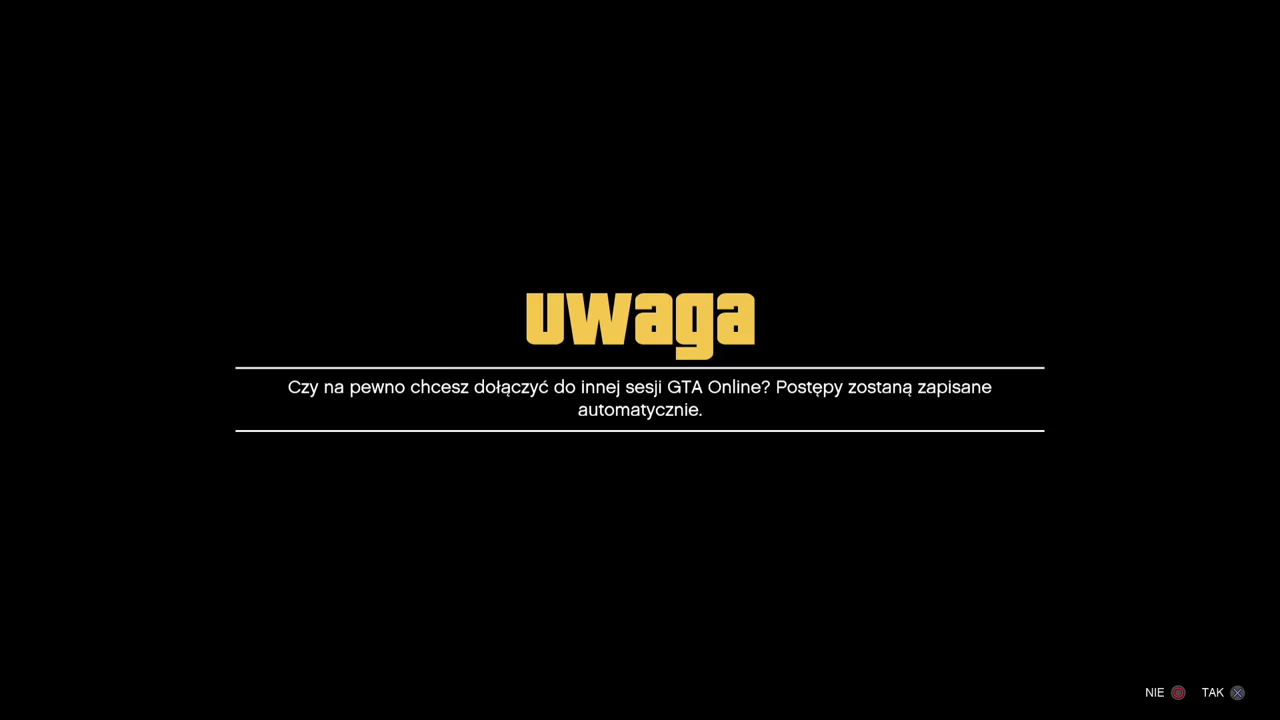 uwaga
Czy na pewno chcesz dołączyć do innej sesji GTA Online? Postępy zostaną zapisane
automatycznie.
NIE TAK